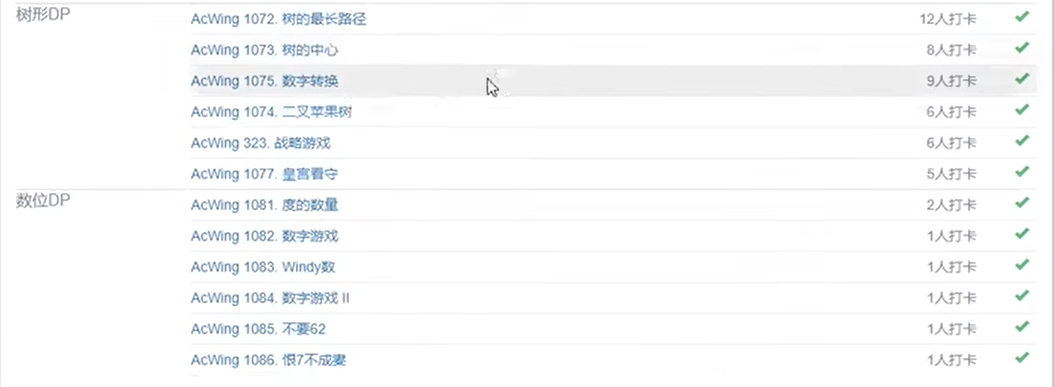 树形DP
AcWing 1072. 树的最长路径 12人打卡
AcWing 1073. 树的中心 8人打卡
AcWing 1075. 数字转换 9人打卡
AcWing 1074. 二叉苹果树 6人打卡
AcWing 323. 战略游戏 6人打卡
AcWing 1077. 皇宫看守 5人打卡
数位DP
AcWing 1081. 度的数量 2人打卡
AcWing 1082. 数字游戏 1人打卡
AcWing 1083. Windy数 1人打卡
AcWing 1084. 数字游戏 II 1人打卡
AcWing 1085. 不要62 1人打卡
AcWing 1086. 恨7不成妻 1人打卡